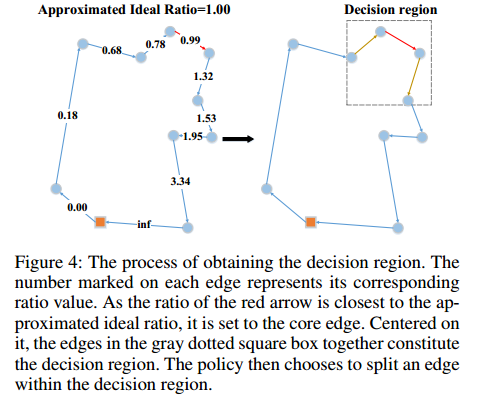 Approximated Ideal Ratio=1.00
Decision region
0.68
0.78
0.99
1.32
0.18
1.53
1.95
3.34
0.00
inf
Figure 4: The process of obtaining the decision region. The
number marked on each edge represents its corresponding
ratio value. As the ratio of the red arrow is closest to the ap-
proximated ideal ratio, it is set to the core edge. Centered on
it, the edges in the gray dotted square box together constitute
the decision region. The policy then chooses to split an edge
within the decision region.